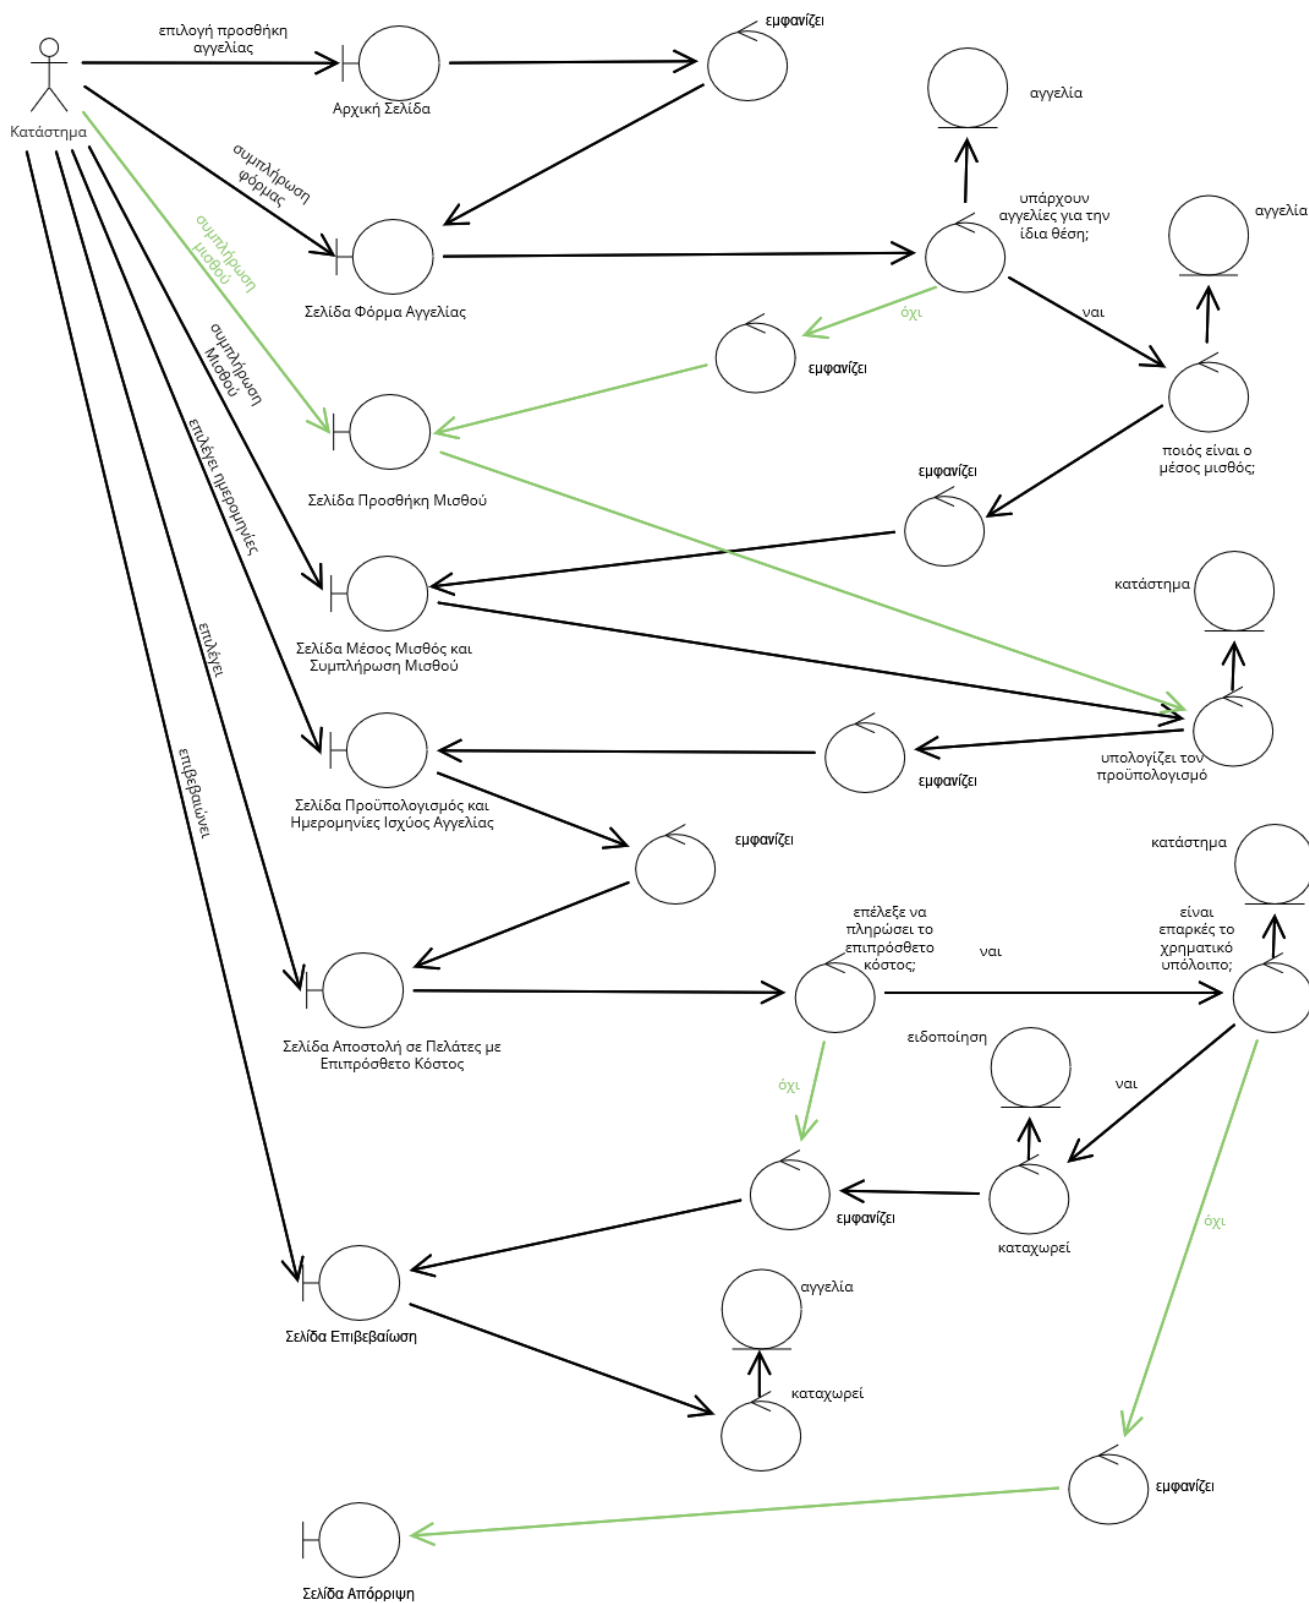 επιλογή προσθήκη
αγγελίας
εμφανίζει
Αρχική Σελίδα
αγγελία
Κατάστημα
συμπλήρωση
φόρμας
υπάρχουν
αγγελίες για την
ίδια θέση;
αγγελία
συμπλήρωση
μισθού
Σελίδα Φόρμα Αγγελίας
όχι
ναι
εμφανίζει
συμπλήρωση
Μισθού
ποιός είναι ο
μέσος μισθός;
εμφανίζει
επιλέγει ημερομηνίες
Σελίδα Προσθήκη Μισθού
κατάστημα
επιλέγει
Σελίδα Μέσος Μισθός και
Συμπλήρωση Μισθού
υπολογίζει τον
προϋπολογισμό
εμφανίζει
επιβεβαιώνει
Σελίδα Προϋπολογισμός και
Ημερομηνίες Ισχύος Αγγελίας
εμφανίζει
κατάστημα
επέλεξε να
πληρώσει το
επιπρόσθετο
κόστος;
ναι
είναι
επαρκές το
χρηματικό
υπόλοιπο;
ειδοποίηση
Σελίδα Αποστολή σε Πελάτες με
Επιπρόσθετο Κόστος
όχι
ναι
εμφανίζει
όχι
καταχωρεί
αγγελία
Σελίδα Επιβεβαίωση
καταχωρεί
εμφανίζει
Σελίδα Απόρριψη